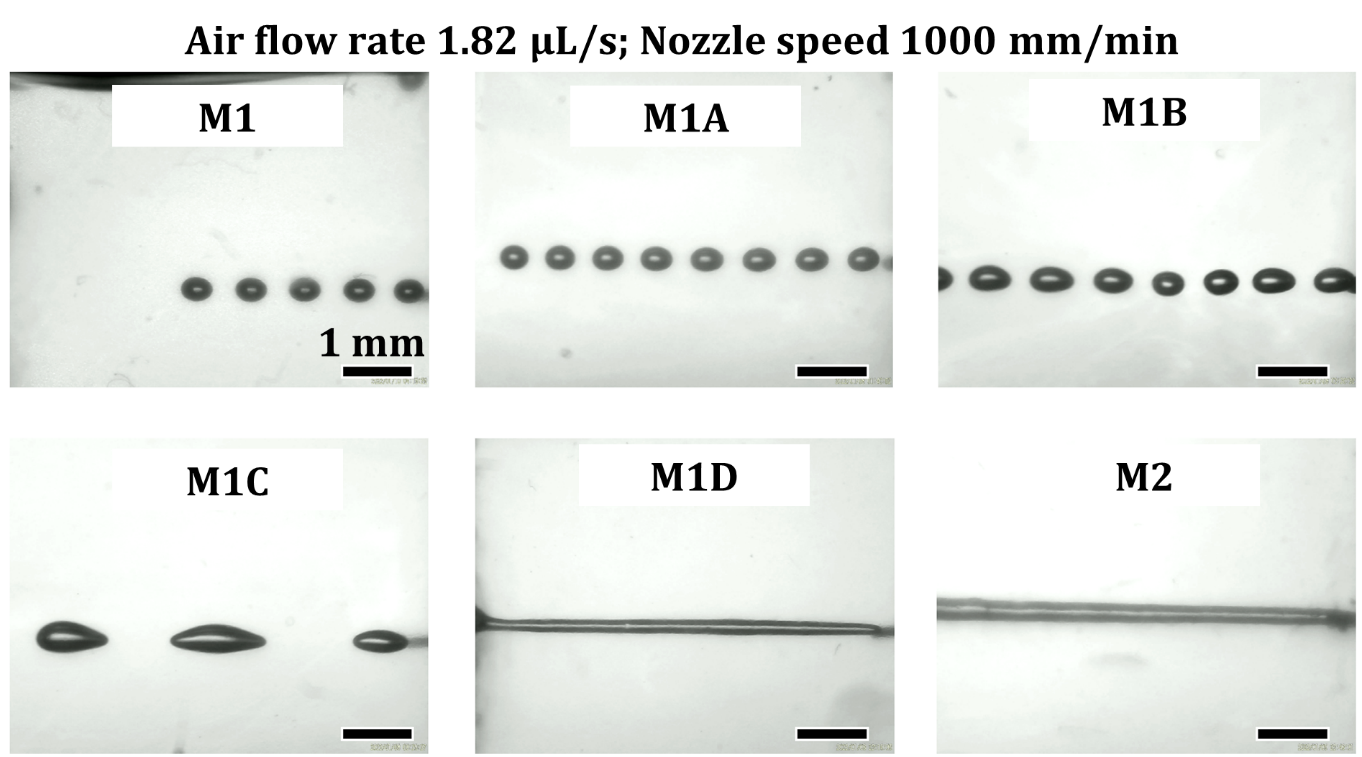 Air flow rate 1.82 μL/s; Nozzle speed 1000 mm/min
M1
M1A
M1B
1 mm
M1C
M1D
M2